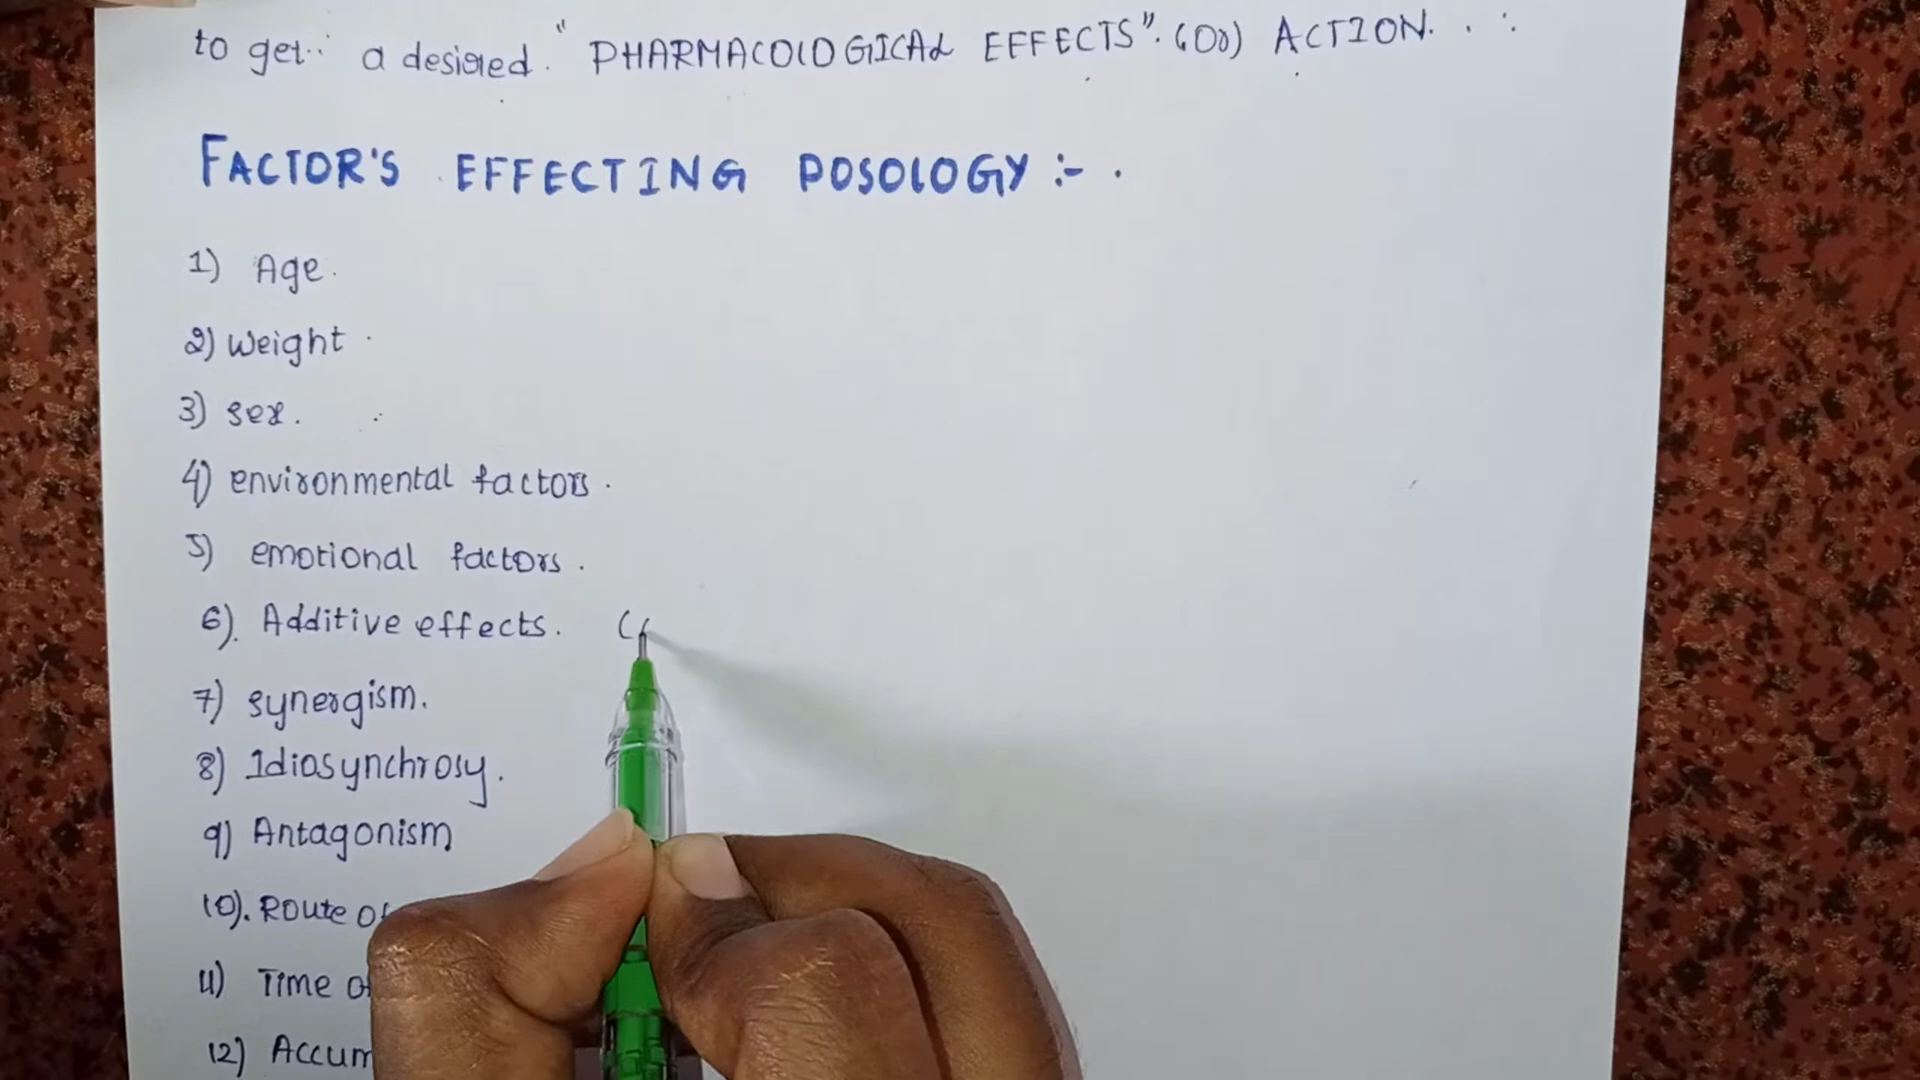 to get a desired "PHARMACOLOGICAL EFFECTS". (Or) ACTION.
FACTOR'S EFFECTING POSOLOGY :-
1) Age.
2) Weight
3) sex.
4) environmental factors.
5) emotional factors.
6). Additive effects. (
7) synergism.
8) Idiosynchrosy.
9) Antagonism
10). Route of
11) Time of
12) Accum